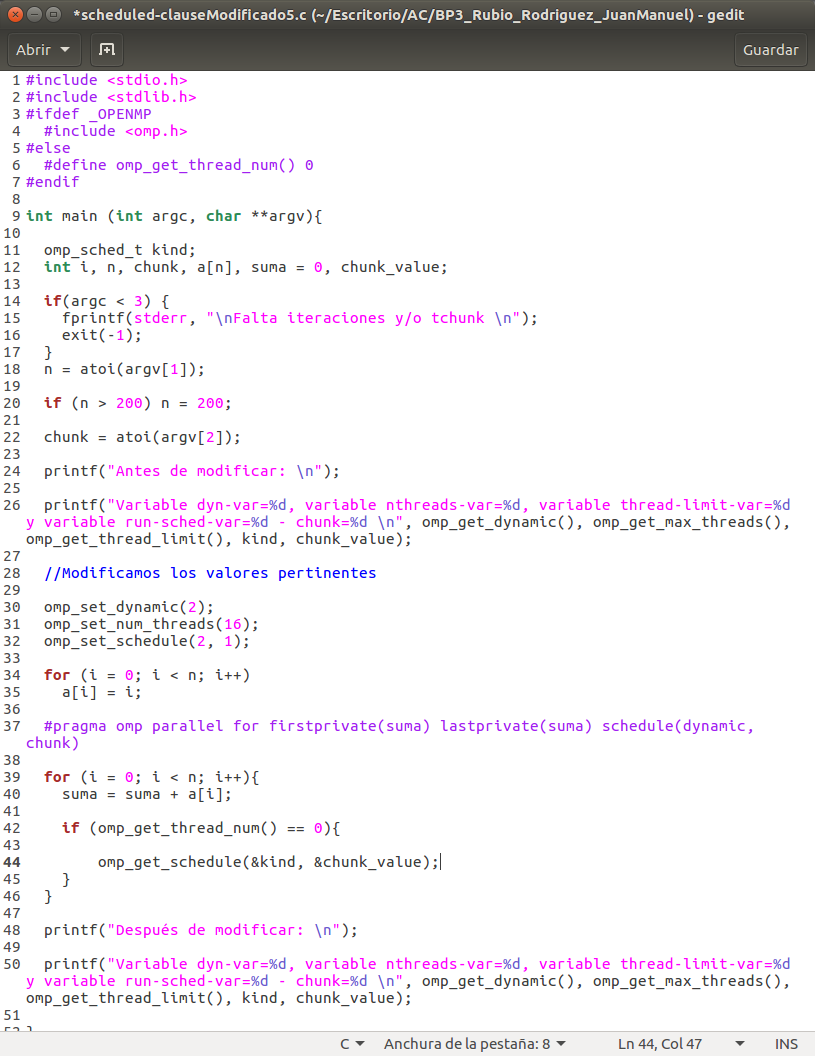 *scheduled-clauseModificado5.c (~/Escritorio/AC/BP3_Rubio_Rodriguez_JuanManuel) - gedit
Abrir
Guardar
1 #include <stdio.h>
2 #include <stdlib.h>
3 #ifdef _OPENMP
4   #include <omp.h>
5 #else
6   #define omp_get_thread_num() 0
7 #endif
8
9 int main (int argc, char **argv){
10
11   omp_sched_t kind;
12   int i, n, chunk, a[n], suma = 0, chunk_value;
13
14   if(argc < 3) {
15     fprintf(stderr, "\nFalta iteraciones y/o tchunk \n");
16     exit(-1);
17   }
18   n = atoi(argv[1]);
19
20   if (n > 200) n = 200;
21
22   chunk = atoi(argv[2]);
23
24   printf("Antes de modificar: \n");
25
26   printf("Variable dyn-var=%d, variable nthreads-var=%d, variable thread-limit-var=%d
y variable run-sched-var=%d - chunk=%d \n", omp_get_dynamic(), omp_get_max_threads(),
omp_get_thread_limit(), kind, chunk_value);
27
28   //Modificamos los valores pertinentes
29
30   omp_set_dynamic(2);
31   omp_set_num_threads(16);
32   omp_set_schedule(2, 1);
33
34   for (i = 0; i < n; i++)
35     a[i] = i;
36
37   #pragma omp parallel for firstprivate(suma) lastprivate(suma) schedule(dynamic,
chunk)
38
39   for (i = 0; i < n; i++){
40     suma = suma + a[i];
41
42     if (omp_get_thread_num() == 0){
43
44         omp_get_schedule(&kind, &chunk_value);
45     }
46   }
47
48   printf("Después de modificar: \n");
49
50   printf("Variable dyn-var=%d, variable nthreads-var=%d, variable thread-limit-var=%d
y variable run-sched-var=%d - chunk=%d \n", omp_get_dynamic(), omp_get_max_threads(),
omp_get_thread_limit(), kind, chunk_value);
51
C Anchura de la pestaña: 8 Ln 44, Col 47 INS